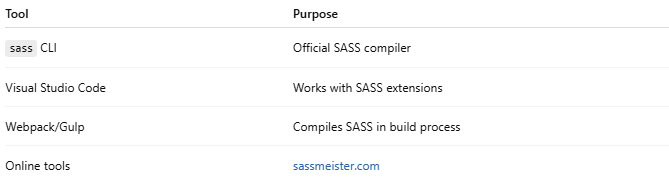 Tool Purpose
sass CLI Official SASS compiler
Visual Studio Code Works with SASS extensions
Webpack/Gulp Compiles SASS in build process
Online tools sassmeister.com